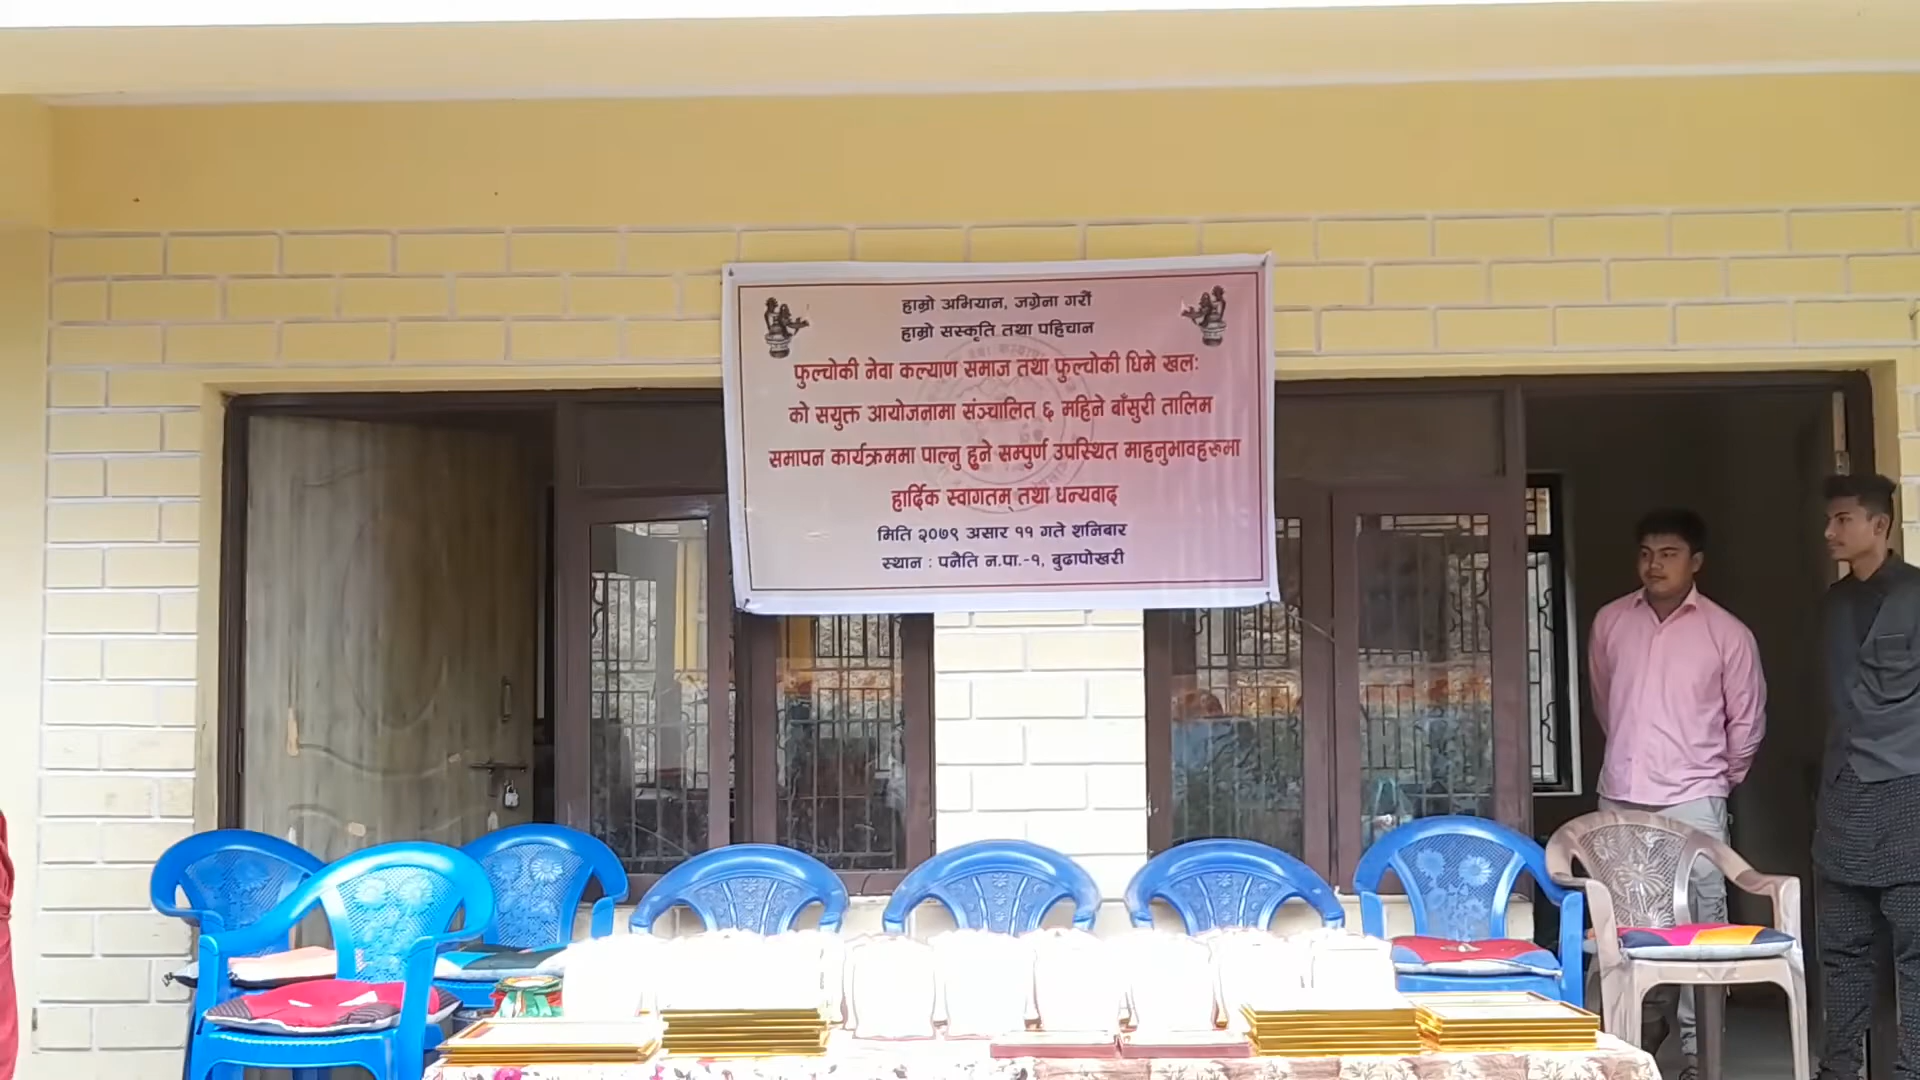 हाम्रो अभियान, जग्रेना गरौं
हाम्रो सस्कृति तथा पहिचान
फुल्चोकी नेवा कल्याण समाज तथा फुल्चोकी धिमे खलः
को सयुक्त आयोजनामा संञ्चालित ६ महिने बाँसुरी तालिम
समापन कार्यक्रममा पाल्नु हुने सम्पुर्ण उपस्थित माहनुभावहरुमा
हार्दिक स्वागतम् तथा धन्यवाद्
मिति २०७९ असार ११ गते शनिबार
स्थान : पनैति न.पा.-१, बुढापोखरी